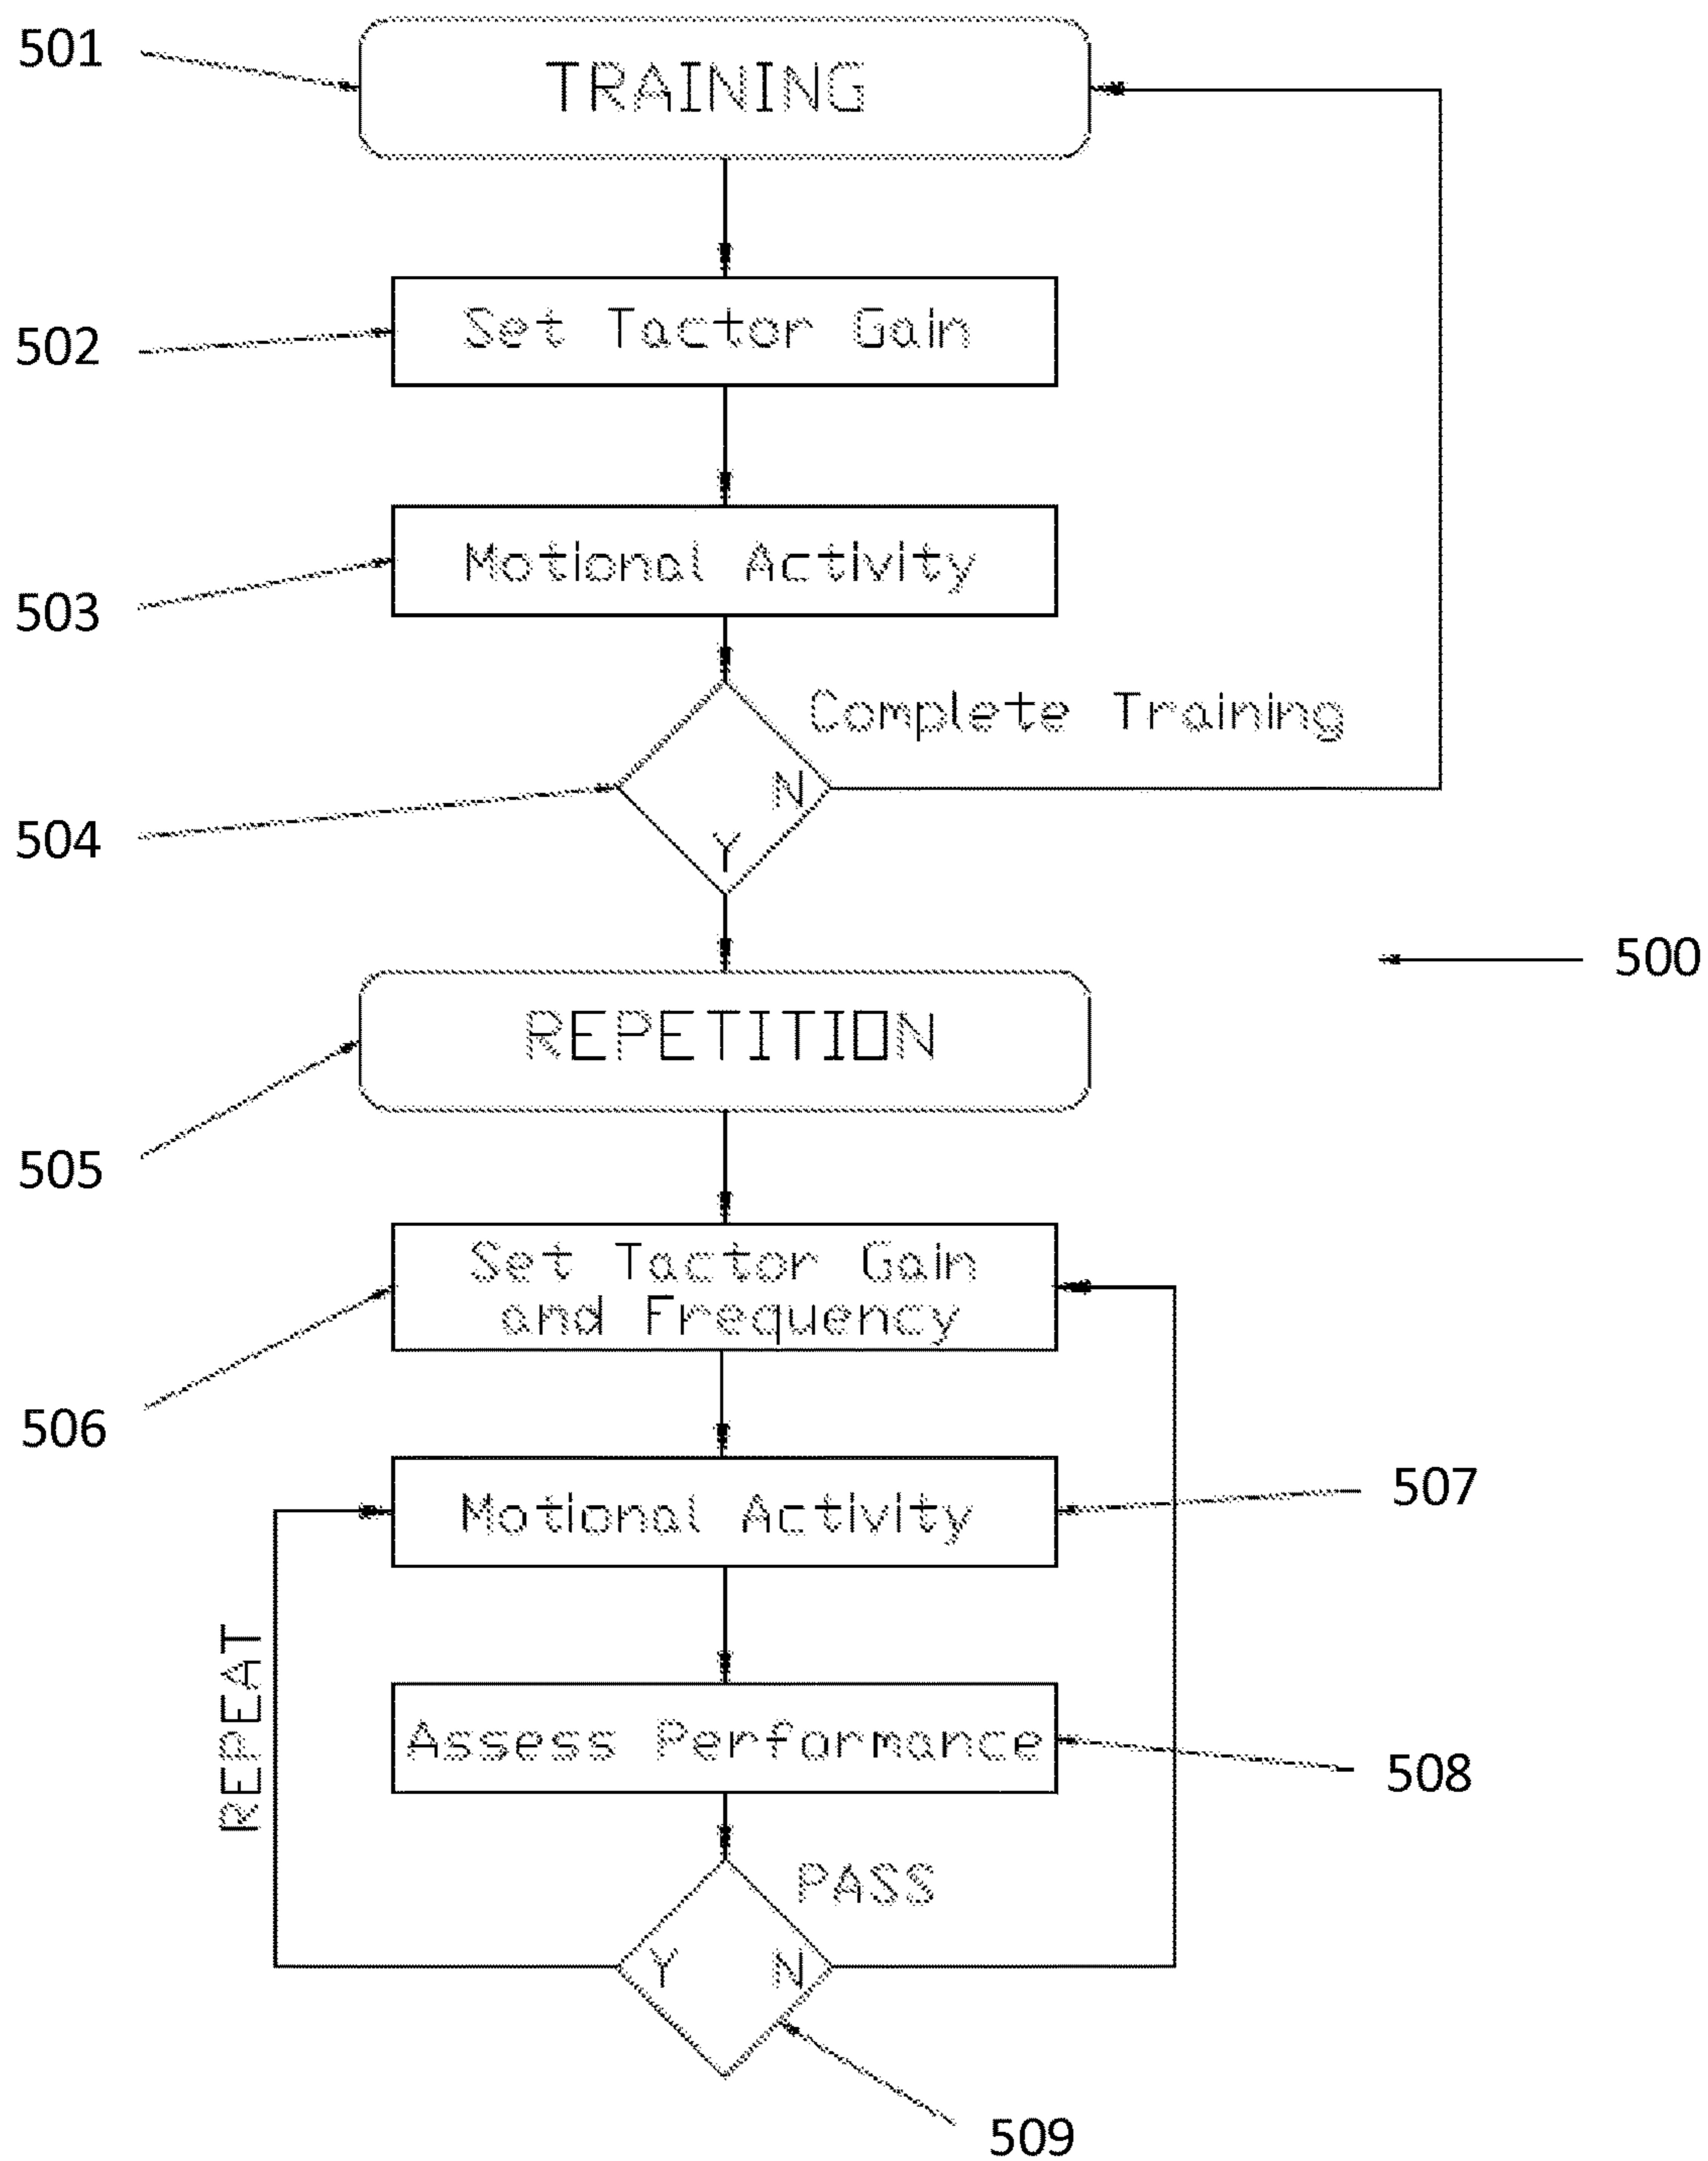 501
TRAINING
502
Set Tactor Gain
503
Motional Activity
Complete Training
N
504
Y
500
REPETITION
505
Set Tactor Gain
and Frequency
506
507
Motional Activity
REPEAT
Assess Performance
508
PASS
Y N
509